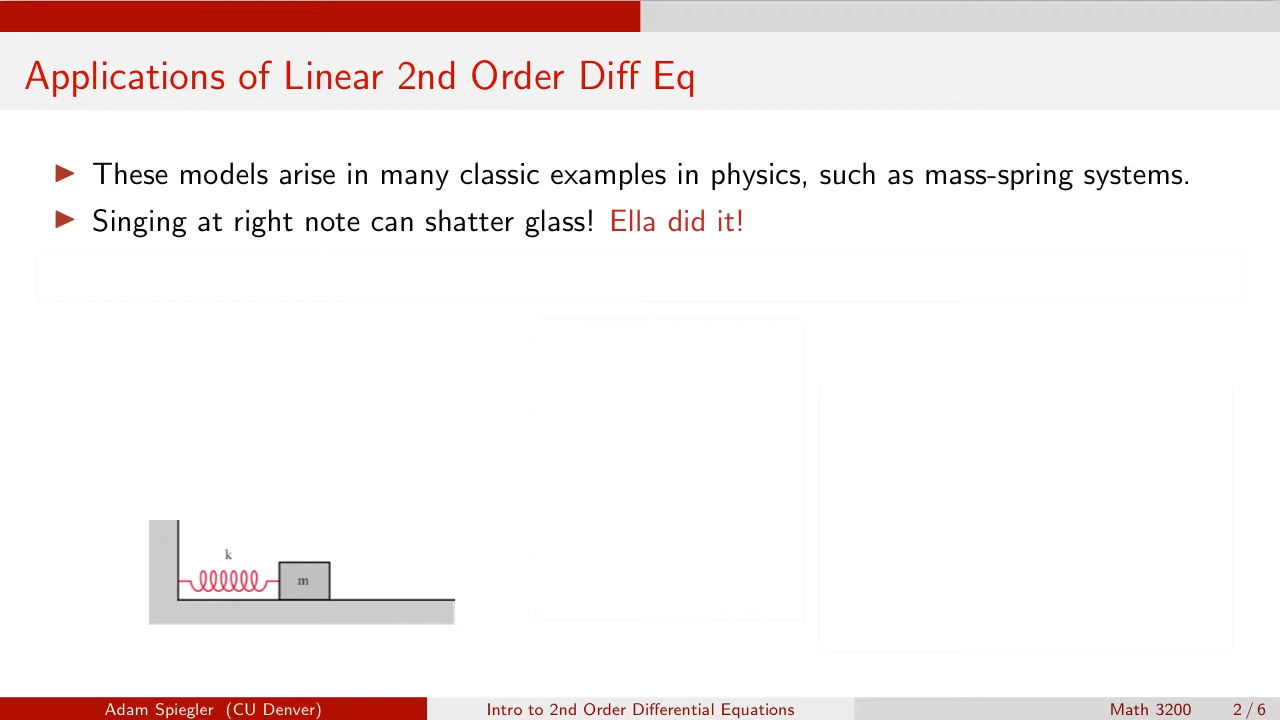 Applications of Linear 2nd Order Diff Eq
These models arise in many classic examples in physics, such as mass-spring systems.
Singing at right note can shatter glass! Ella did it!
k
m
Adam Spiegler (CU Denver)
Intro to 2nd Order Differential Equations
Math 3200 2 / 6